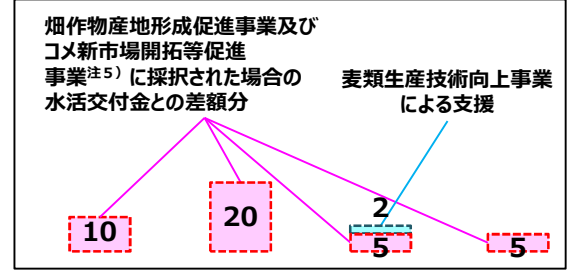 畑作物産地形成促進事業及び
コメ新市場開拓等促進
事業注５）に採択された場合の
水活交付金との差額分
麦類生産技術向上事業
による支援
10
20
2
5
5